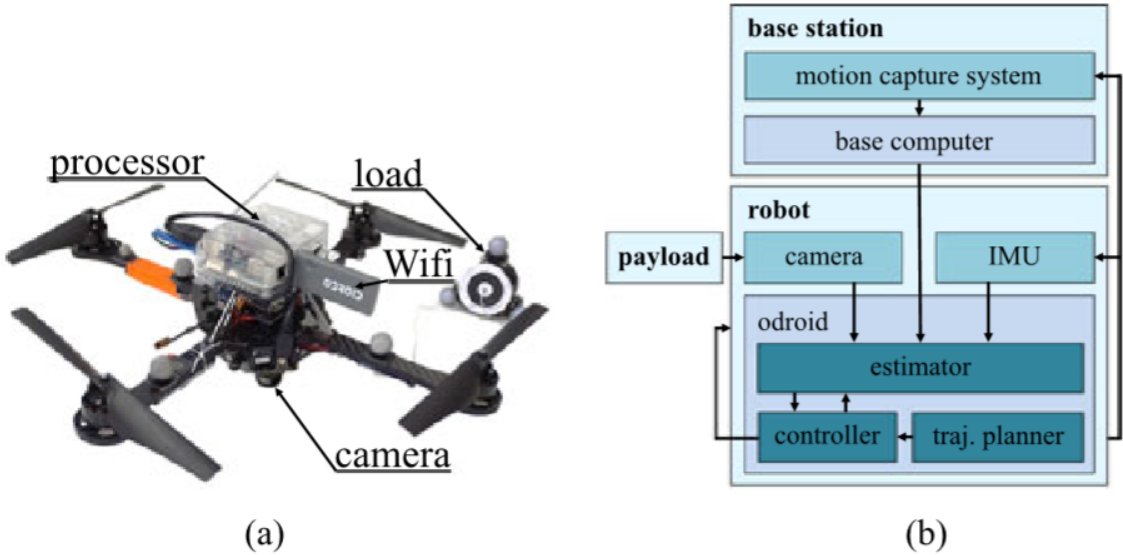 processor
load
Wifi
camera
(a)
base station
motion capture system
base computer
robot
payload
camera
IMU
odroid
estimator
controller
traj. planner
(b)